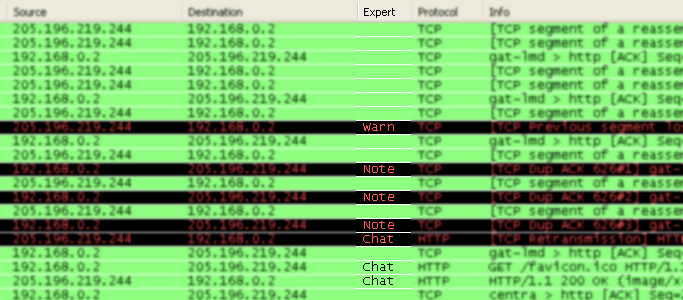 Source Destination Expert Protocol Info
205.196.219.244 192.168.0.2 TCP [TCP segment of a reassem
205.196.219.244 192.168.0.2 TCP [TCP segment of a reassem
192.168.0.2 205.196.219.244 TCP gat-lmd > http [ACK] Seq=
205.196.219.244 192.168.0.2 TCP [TCP segment of a reassem
205.196.219.244 192.168.0.2 TCP [TCP segment of a reassem
192.168.0.2 205.196.219.244 TCP gat-lmd > http [ACK] Seq=
205.196.219.244 192.168.0.2 TCP [TCP segment of a reassem
205.196.219.244 192.168.0.2 Warn TCP [TCP Previous segment los
192.168.0.2 205.196.219.244 TCP gat-lmd > http [ACK] Seq=
205.196.219.244 192.168.0.2 TCP [TCP segment of a reassem
192.168.0.2 205.196.219.244 Note TCP [TCP Dup ACK 626#1] gat-
205.196.219.244 192.168.0.2 TCP [TCP segment of a reassem
192.168.0.2 205.196.219.244 Note TCP [TCP Dup ACK 626#2] gat-
205.196.219.244 192.168.0.2 TCP [TCP segment of a reassem
192.168.0.2 205.196.219.244 Note TCP [TCP Dup ACK 626#3] gat-
205.196.219.244 192.168.0.2 Chat HTTP [TCP Retransmission] HTT
192.168.0.2 205.196.219.244 TCP gat-lmd > http [ACK] Seq=
192.168.0.2 205.196.219.244 Chat HTTP GET /favicon.ico HTTP/1.1
205.196.219.244 192.168.0.2 Chat HTTP HTTP/1.1 200 OK (image/x-
192.168.0.2 205.196.219.244 TCP centra > http [ACK] Seq=